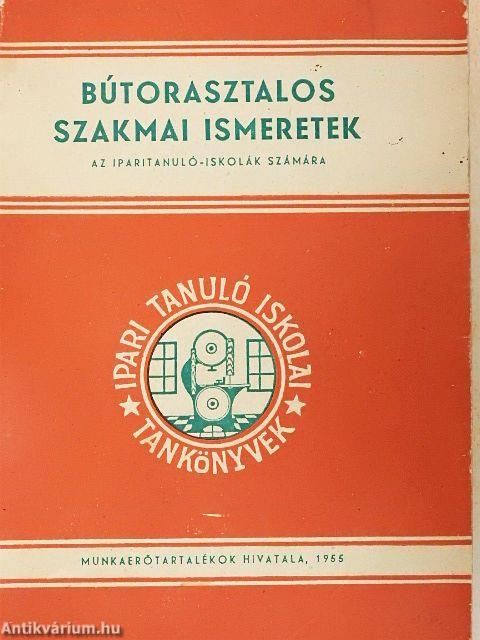 BÚTORASZTALOS
SZAKMAI ISMERETEK
AZ IPARITANULÓ-ISKOLÁK SZÁMÁRA
IPARI TANULÓ ISKOLAI
★ TANKÖNYVEK ★
MUNKAERŐTARTALÉKOK HIVATALA, 1955
Antikvárium.hu